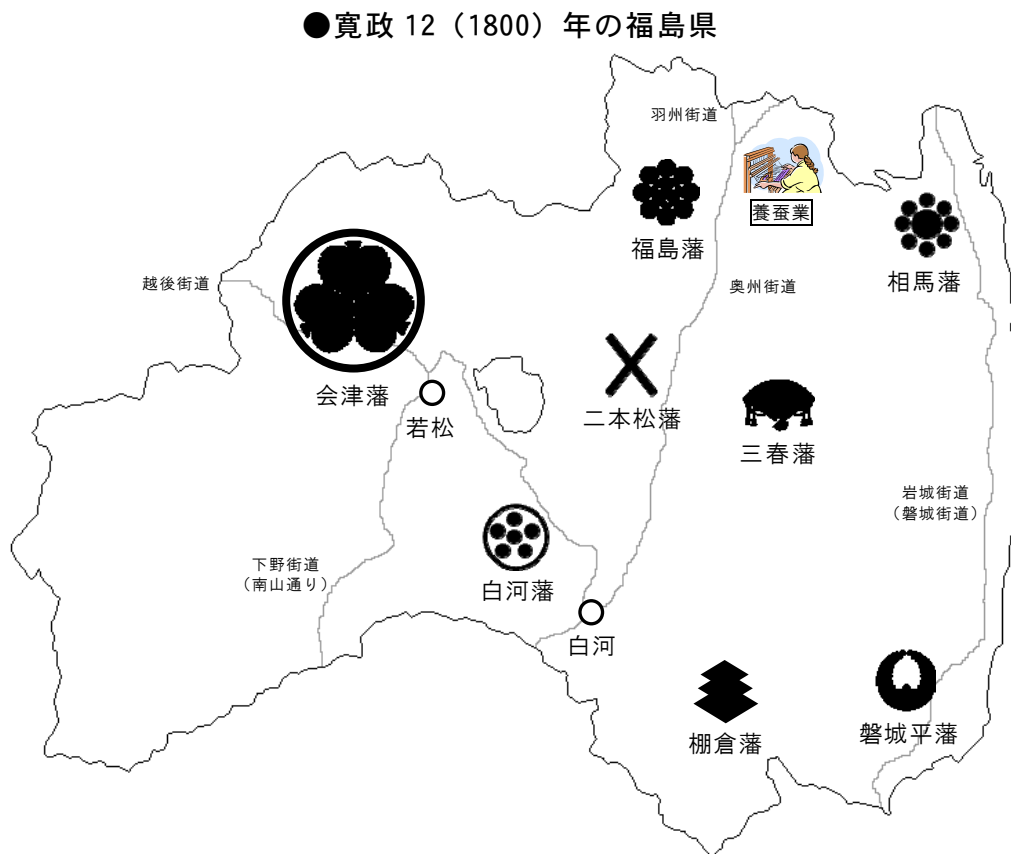 ●寛政 12（1800）年の福島県
羽州街道
養蚕業
福島藩
相馬藩
越後街道
奥州街道
会津藩
若松
二本松藩
三春藩
岩城街道
（磐城街道）
下野街道
（南山通り）
白河藩
白河
棚倉藩
磐城平藩